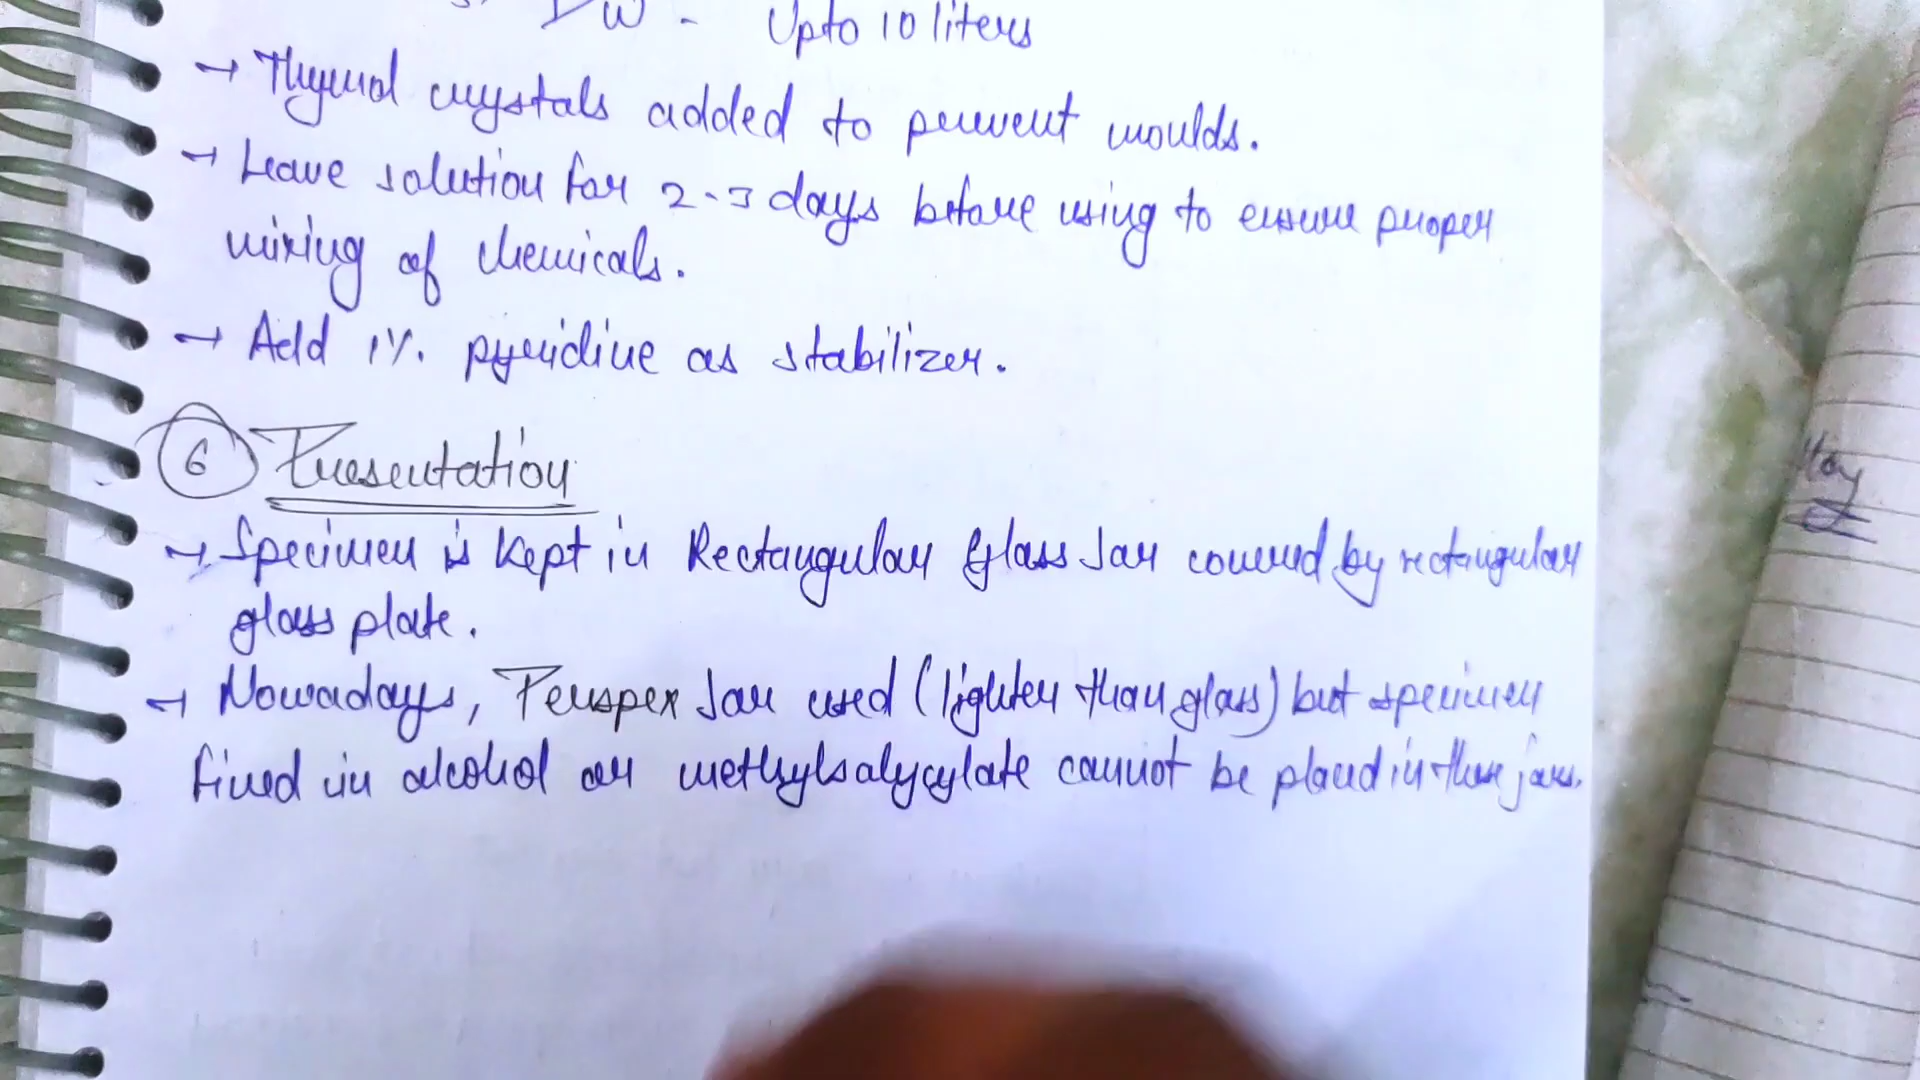 DW - Upto 10 liters
→ Thymol crystals added to prevent moulds.
→ Leave solution for 2-3 days before using to ensure proper
mixing of chemicals.
→ Add 1% pyridine as stabilizer.
6 Presentation
→ Specimen is kept in Rectangular Glass Jar covered by rectangular
glass plate.
→ Nowadays, Perspex Jar used (lighter than glass) but specimen
fixed in alcohol or methylsalycylate cannot be placed in these jars.